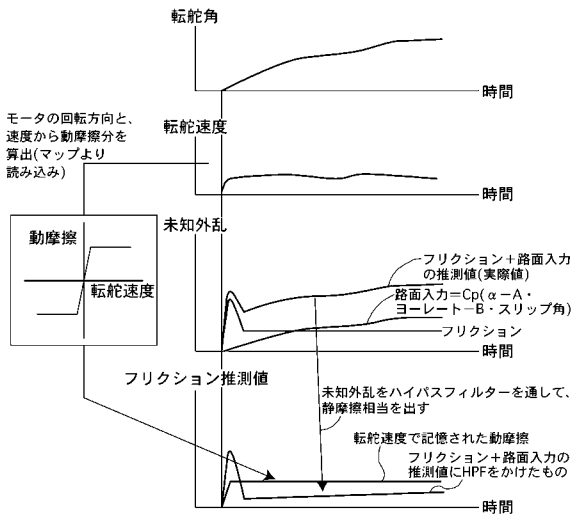 転舵角
時間
モータの回転方向と、
速度から動摩擦分を
算出(マップより
読み込み)
転舵速度
時間
動摩擦
転舵速度
未知外乱
フリクション＋路面入力
の推測値(実際値)
路面入力＝Cp(α－A・
ヨーレート－B・スリップ角)
フリクション
時間
フリクション推測値
未知外乱をハイパスフィルターを通して、
静摩擦相当を出す
転舵速度で記憶された動摩擦
フリクション＋路面入力の
推測値にHPFをかけたもの
時間